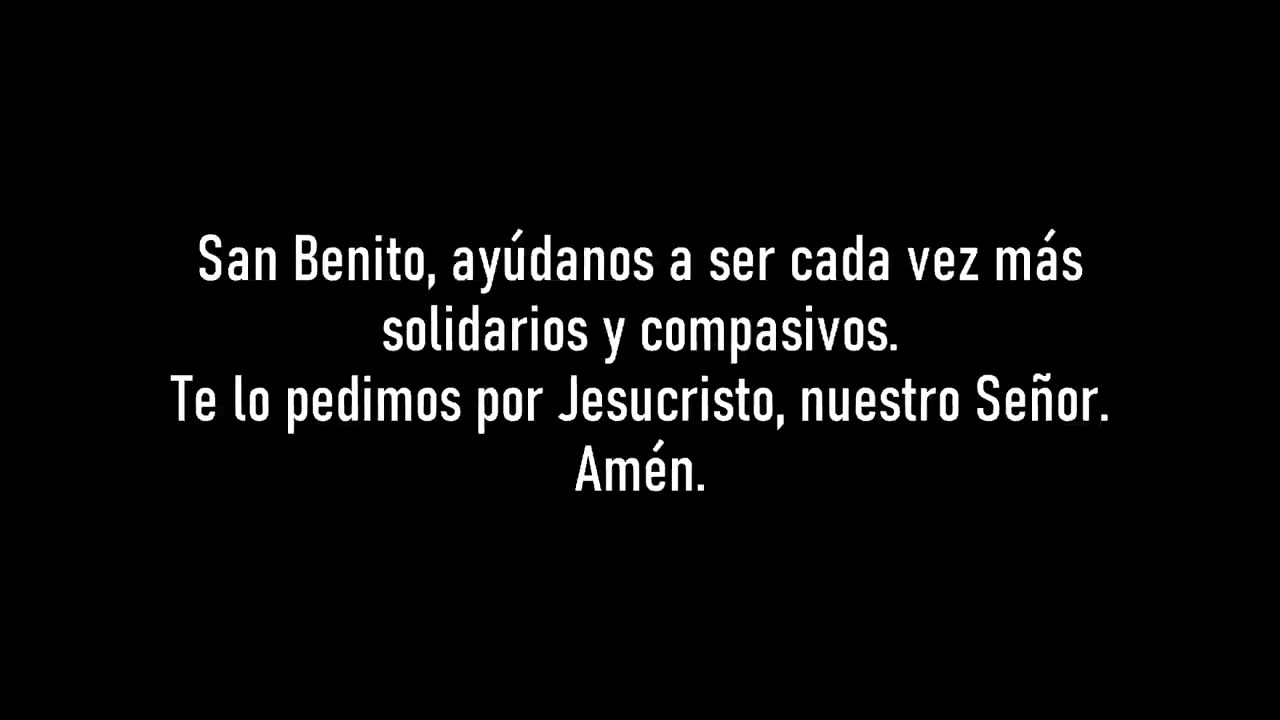 San Benito, ayúdanos a ser cada vez más
solidarios y compasivos.
Te lo pedimos por Jesucristo, nuestro Señor.
Amén.